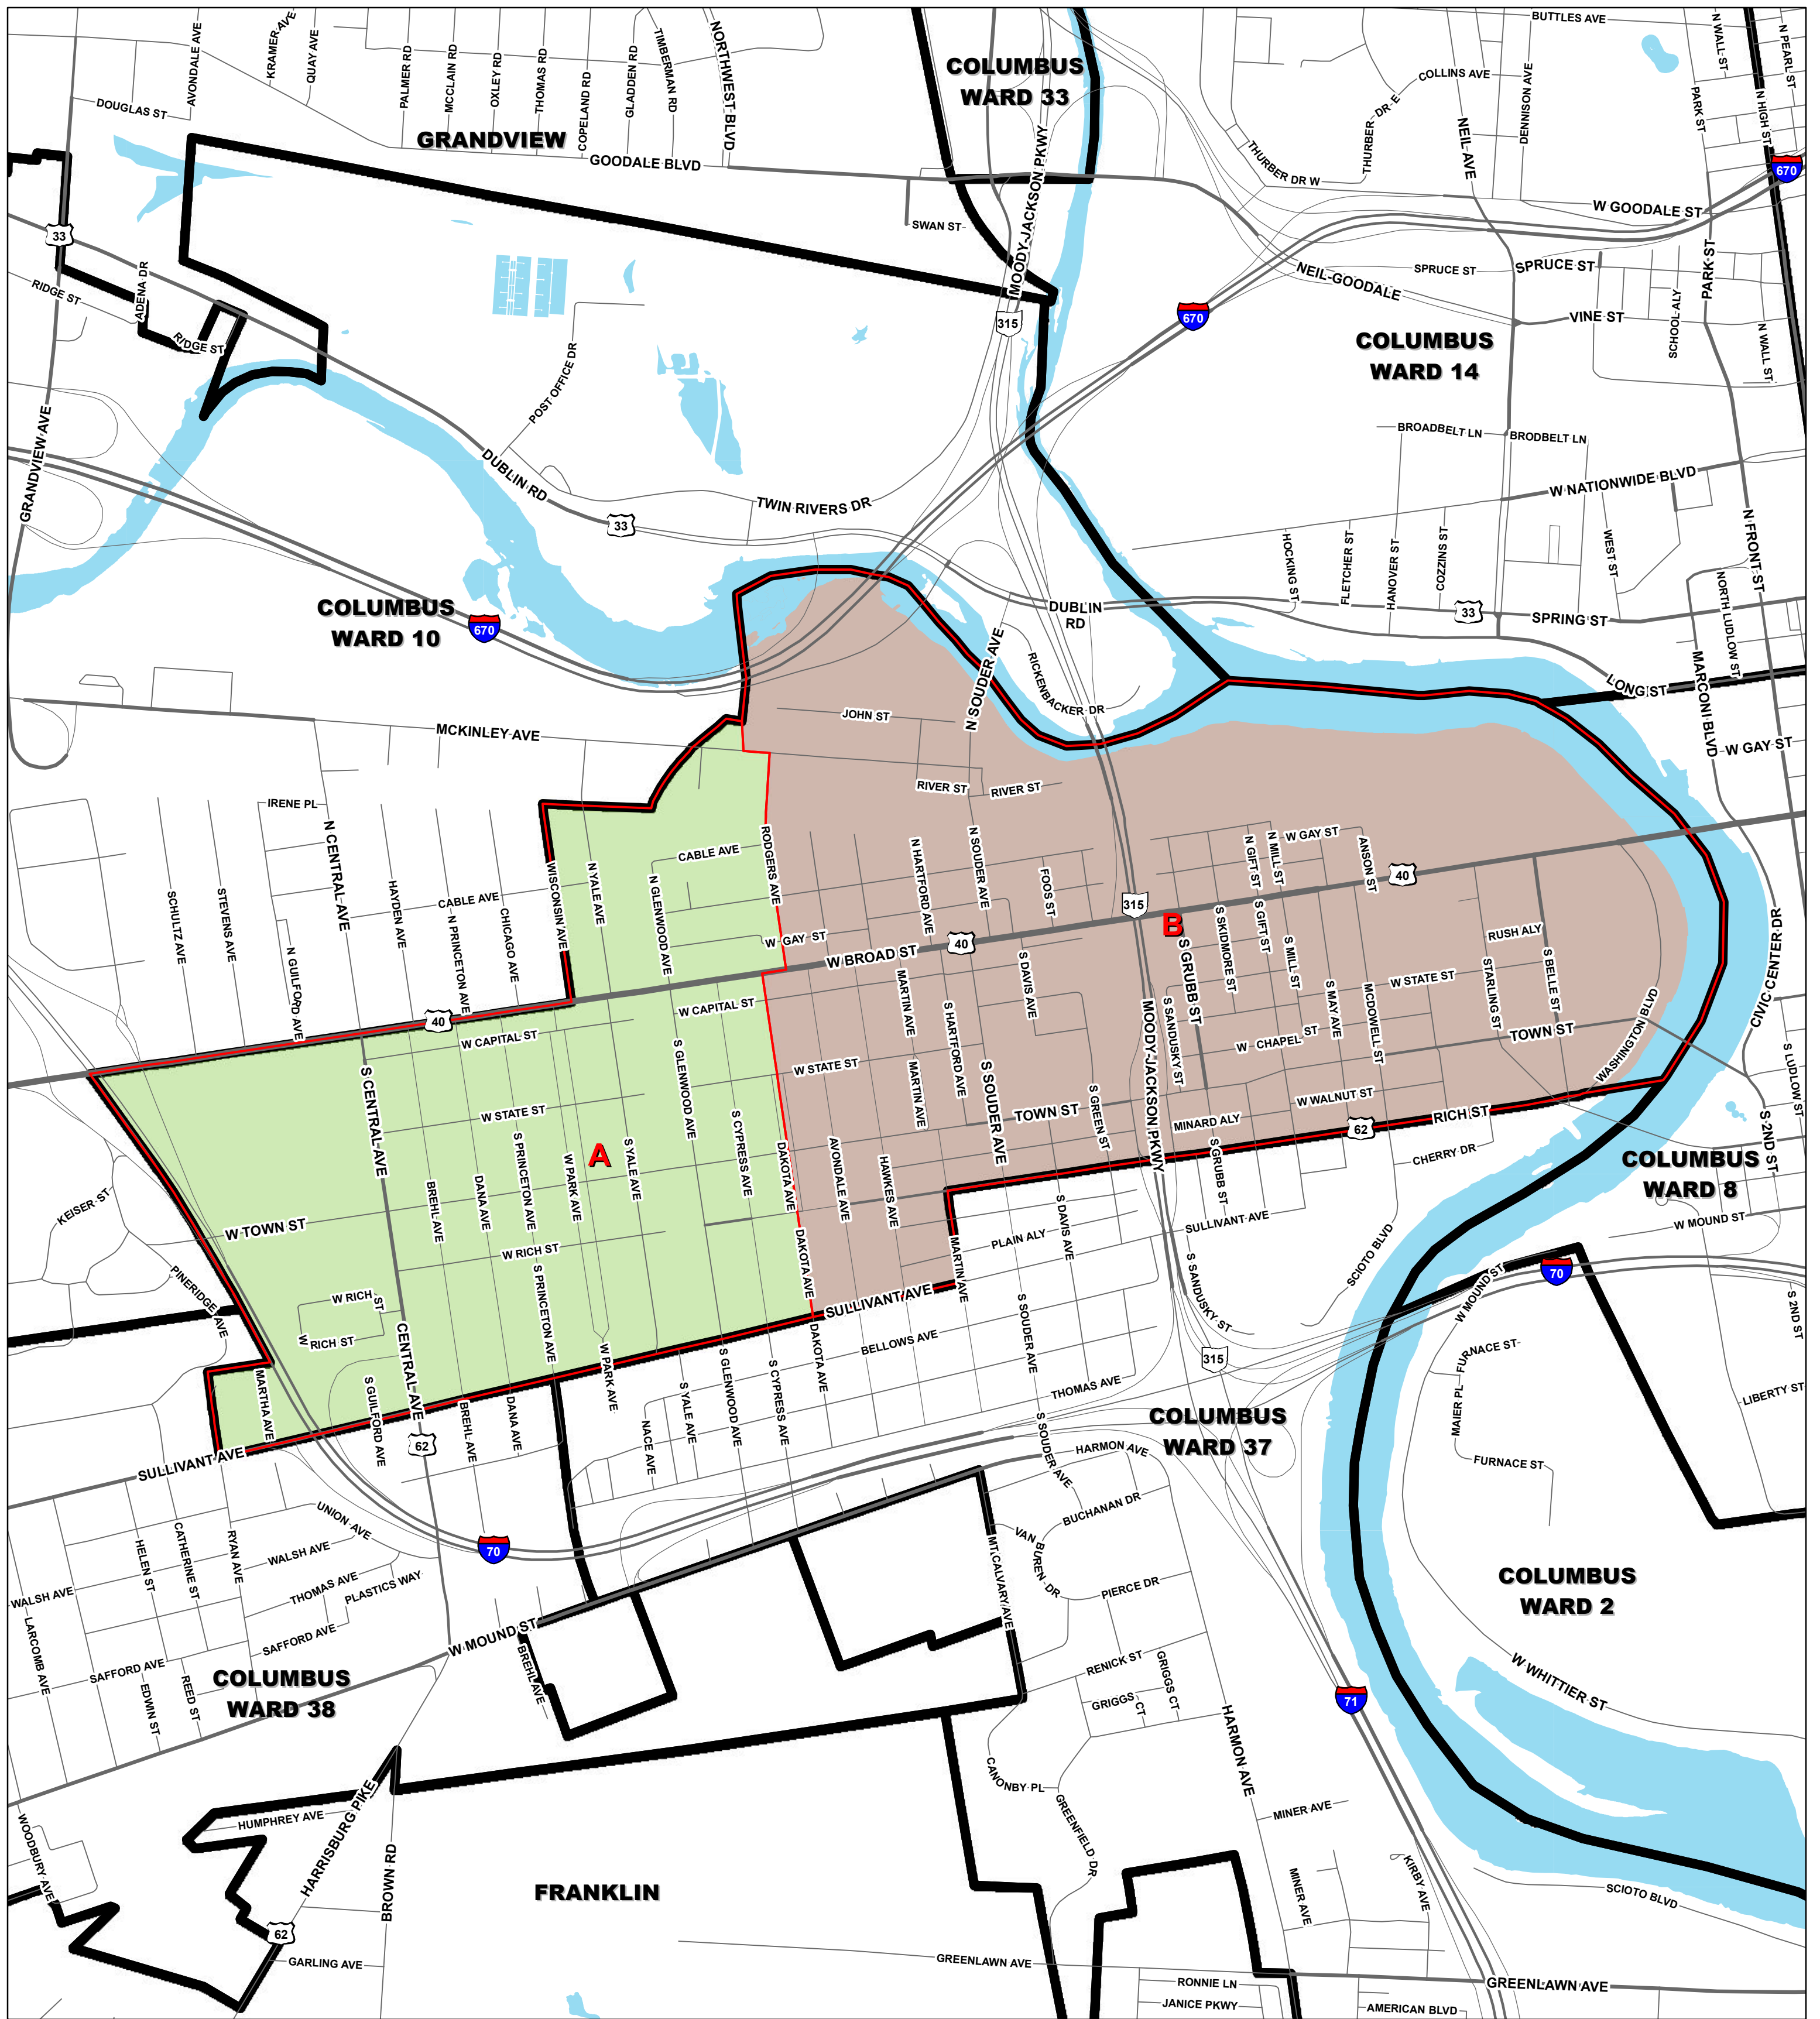 BUTTLES AVE
N WALL ST
N PEARL ST
KRAMER AVE
QUAY AVE
AVONDALE AVE
DOUGLAS ST
PALMER RD
MCCLAIN RD
OXLEY RD
THOMAS RD
COPELAND RD
GLADDEN RD
TIMBERMAN RD
NORTHWEST BLVD
COLUMBUS
WARD 33
COLLINS AVE
THURBER DR E
DENNISON AVE
NEIL AVE
PARK ST
N HIGH ST
GRANDVIEW
GOODALE BLVD
MOODY-JACKSON PKWY
THURBER DR W
670
W GOODALE ST
SWAN ST
33
RIDGE ST
ADENA DR
RIDGE ST
NEIL-GOODALE
SPRUCE ST
SPRUCE ST
PARK ST
VINE ST
SCHOOL ALY
N WALL ST
315
670
COLUMBUS
WARD 14
POST OFFICE DR
GRANDVIEW AVE
BROADBELT LN
BRODBELT LN
DUBLIN RD
33
TWIN RIVERS DR
W NATIONWIDE BLVD
N FRONT ST
HOCKING ST
FLETCHER ST
HANOVER ST
COZZINS ST
WEST ST
NORTH LUDLOW ST
COLUMBUS
WARD 10
670
DUBLIN
RD
33
SPRING ST
N SOUDER AVE
RICKENBACKER DR
LONG ST
MARCONI BLVD
W GAY ST
MCKINLEY AVE
JOHN ST
RIVER ST
RIVER ST
IRENE PL
N CENTRAL AVE
SCHULTZ AVE
STEVENS AVE
N GUILFORD AVE
HAYDEN AVE
CABLE AVE
N PRINCETON AVE
CHICAGO AVE
WISCONSIN AVE
N YALE AVE
CABLE AVE
N GLENWOOD AVE
RODGERS AVE
N HARTFORD AVE
N SOUDER AVE
FOOS ST
W GAY ST
N GIFT ST
N MILL ST
ANSON ST
40
315
B
W GAY ST
W BROAD ST
40
S GRUBB ST
S SKIDMORE ST
S GIFT ST
S MILL ST
RUSH ALY
S BELLE ST
CIVIC CENTER DR
40
W CAPITAL ST
W CAPITAL ST
S DAVIS AVE
MARTIN AVE
S HARTFORD AVE
S SANDUSKY ST
S MAY AVE
MCDOWELL ST
W STATE ST
STARLING ST
TOWN ST
WASHINGTON BLVD
W CHAPEL ST
S CENTRAL AVE
S GLENWOOD AVE
W STATE ST
MARTIN AVE
S SOUDER AVE
TOWN ST
S GREEN ST
MOODY-JACKSON PKWY
W WALNUT ST
MINARD ALY
62
RICH ST
S LUDLOW ST
S 2ND ST
W STATE ST
S PRINCETON AVE
A
W PARK AVE
S YALE AVE
S CYPRESS AVE
DAKOTA AVE
AVONDALE AVE
HAWKES AVE
S GRUBB ST
CHERRY DR
COLUMBUS
WARD 8
KEISER ST
W TOWN ST
BREHL AVE
DANA AVE
W RICH ST
S PRINCETON AVE
DAKOTA AVE
MARTIN AVE
PLAIN ALY
S DAVIS AVE
SULLIVANT AVE
S SANDUSKY ST
SCIOTO BLVD
W MOUND ST
W MOUND ST
70
S 2ND ST
PINERIDGE AVE
W RICH ST
W RICH ST
SULLIVANT AVE
CENTRAL AVE
MARTHA AVE
S GUILFORD AVE
BREHL AVE
DANA AVE
W PARK AVE
NACE AVE
S YALE AVE
S GLENWOOD AVE
S CYPRESS AVE
DAKOTA AVE
BELLOWS AVE
S SOUDER AVE
THOMAS AVE
315
FURNACE ST
MAIER PL
LIBERTY ST
COLUMBUS
WARD 37
62
SULLIVANT AVE
S SOUDER AVE
HARMON AVE
FURNACE ST
BUCHANAN DR
HELEN ST
CATHERINE ST
RYAN AVE
UNION AVE
WALSH AVE
70
MT CALVARY AVE
VAN BUREN DR
PIERCE DR
COLUMBUS
WARD 2
WALSH AVE
THOMAS AVE
PLASTICS WAY
LARCOMB AVE
SAFFORD AVE
SAFFORD AVE
W MOUND ST
BREHL AVE
EDWIN ST
REED ST
COLUMBUS
WARD 38
RENICK ST
GRIGGS CT
GRIGGS CT
W WHITTIER ST
71
HARMON AVE
CANONBY PL
GREENFIELD DR
MINER AVE
WOODBURY AVE
HUMPHREY AVE
HARRISBURG PIKE
BROWN RD
FRANKLIN
MINER AVE
KIRBY AVE
SCIOTO BLVD
62
GARLING AVE
GREENLAWN AVE
RONNIE LN
GREENLAWN AVE
JANICE PKWY
AMERICAN BLVD